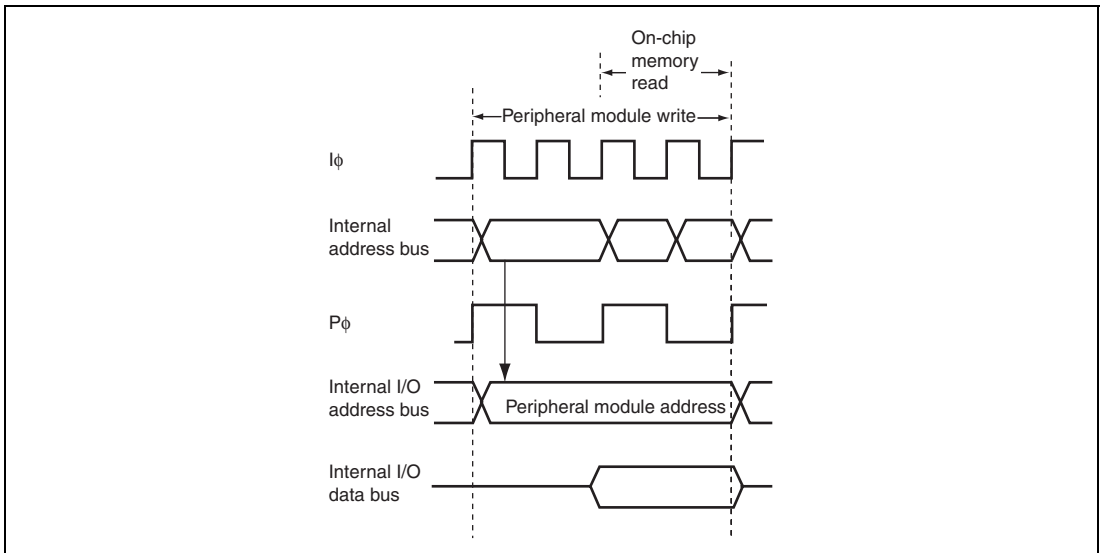 On-chip
memory
read
Peripheral module write
Iϕ
Internal
address bus
Pϕ
Internal I/O
address bus
Peripheral module address
Internal I/O
data bus